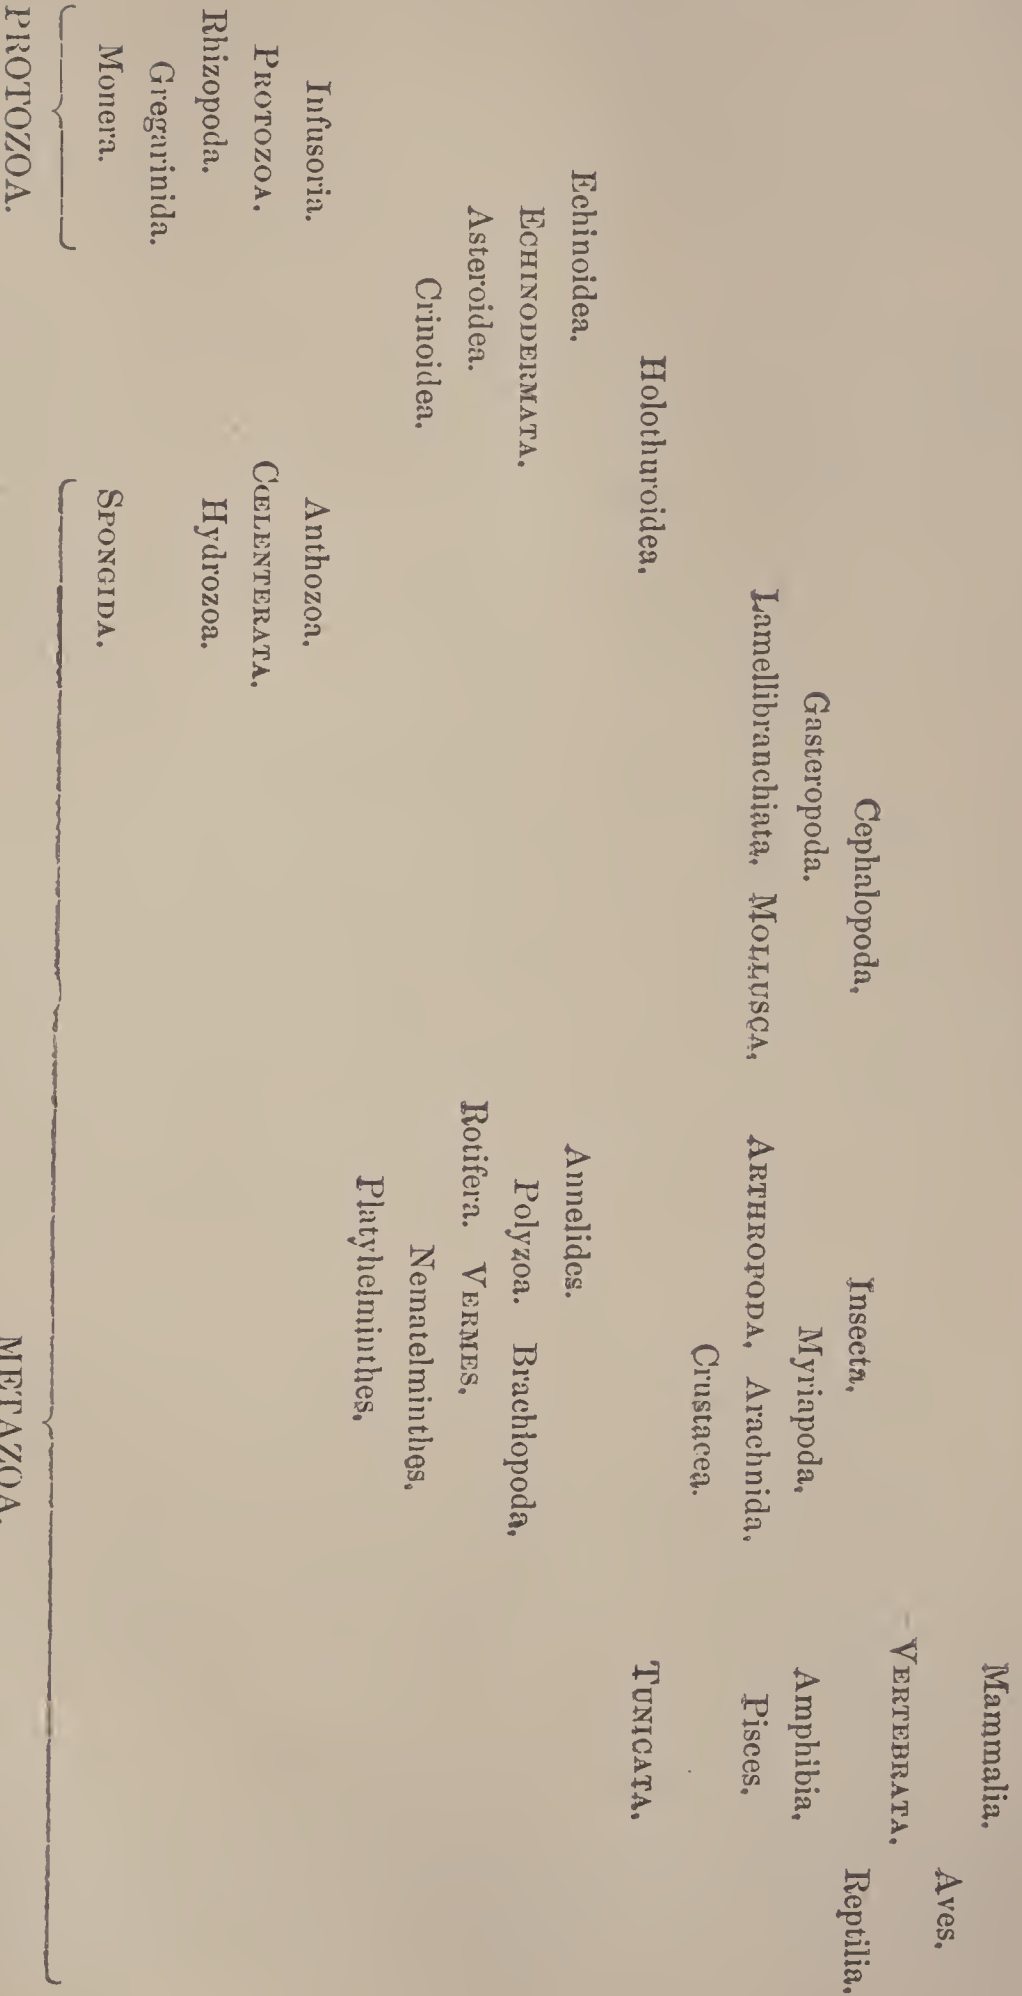 Mammalia.
Aves.
VERTEBRATA.
Cephalopoda. Insecta. Reptilia.
Gasteropoda. Myriapoda. Amphibia.
Lamellibranchiata. MOLLUSCA. ARTHROPODA. Arachnida. Pisces.
Crustacea.
Holothuroidea. TUNICATA.
Echinoidea. Annelides.
ECHINODERMATA. Polyzoa. Brachiopoda.
Asteroidea. Rotifera. VERMES.
Crinoidea. Nematelminthes.
Platyhelminthes.
Infusoria. Anthozoa.
PROTOZOA. CŒLENTERATA.
Rhizopoda. Hydrozoa.
Gregarinida.
Monera. SPONGIDA.
PROTOZOA. METAZOA.